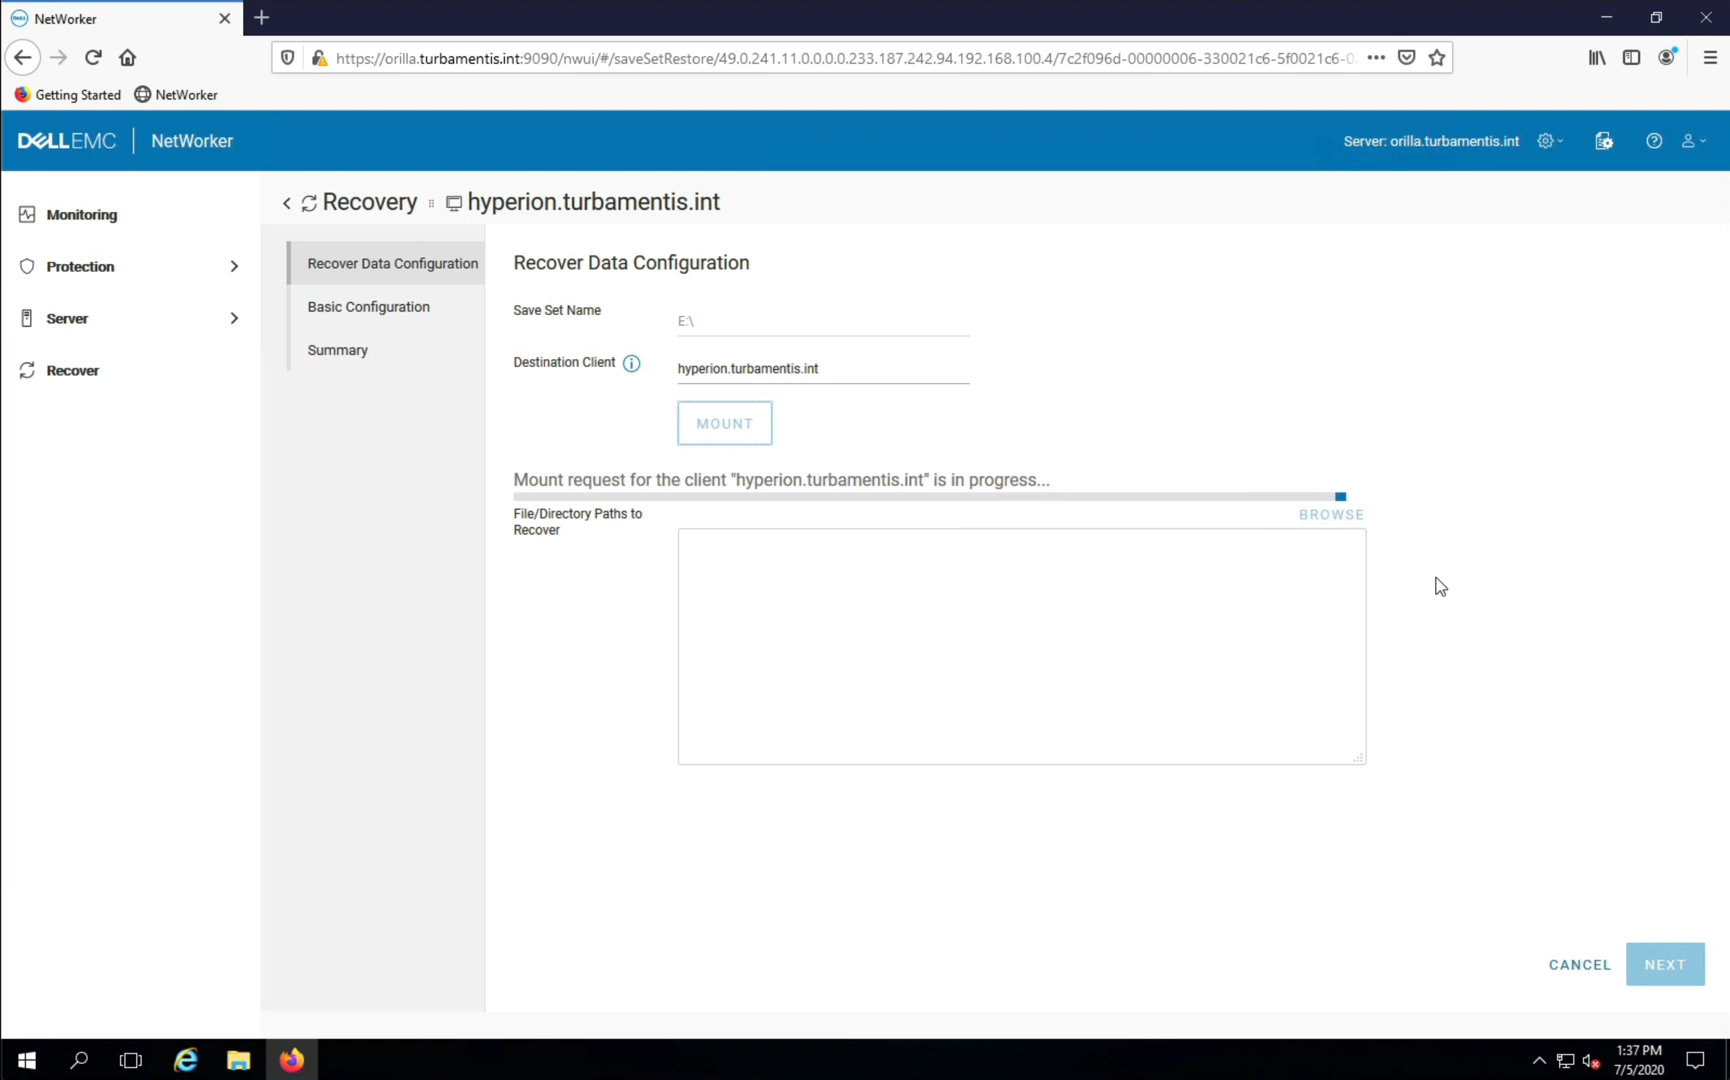 NetWorker
https://orilla.turbamentis.int:9090/nwui/#/saveSetRestore/49.0.241.11.0.0.0.0.233.187.242.94.192.168.100.4/7c2f096d-00000006-330021c6-5f0021c6-0
Getting Started NetWorker
DELLEMC NetWorker Server: orilla.turbamentis.int
Monitoring
Protection
Server
Recover
Recovery hyperion.turbamentis.int
Recover Data Configuration
Basic Configuration
Summary
Recover Data Configuration
Save Set Name
E:\
Destination Client
hyperion.turbamentis.int
MOUNT
Mount request for the client "hyperion.turbamentis.int" is in progress...
File/Directory Paths to
Recover
BROWSE
CANCEL NEXT
1:37 PM
7/5/2020